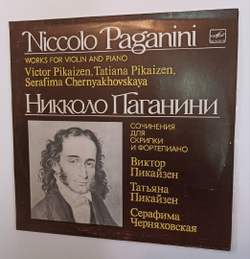 Niccolo Paganini
WORKS FOR VIOLIN AND PIANO
Victor Pikaizen, Tatiana Pikaizen,
Serafima Chernyakhovskaya
Никколо Паганини
СОЧИНЕНИЯ
ДЛЯ
СКРИПКИ
И ФОРТЕПИАНО
Виктор
Пикайзен
Татьяна
Пикайзен
Серафима
Черняховская